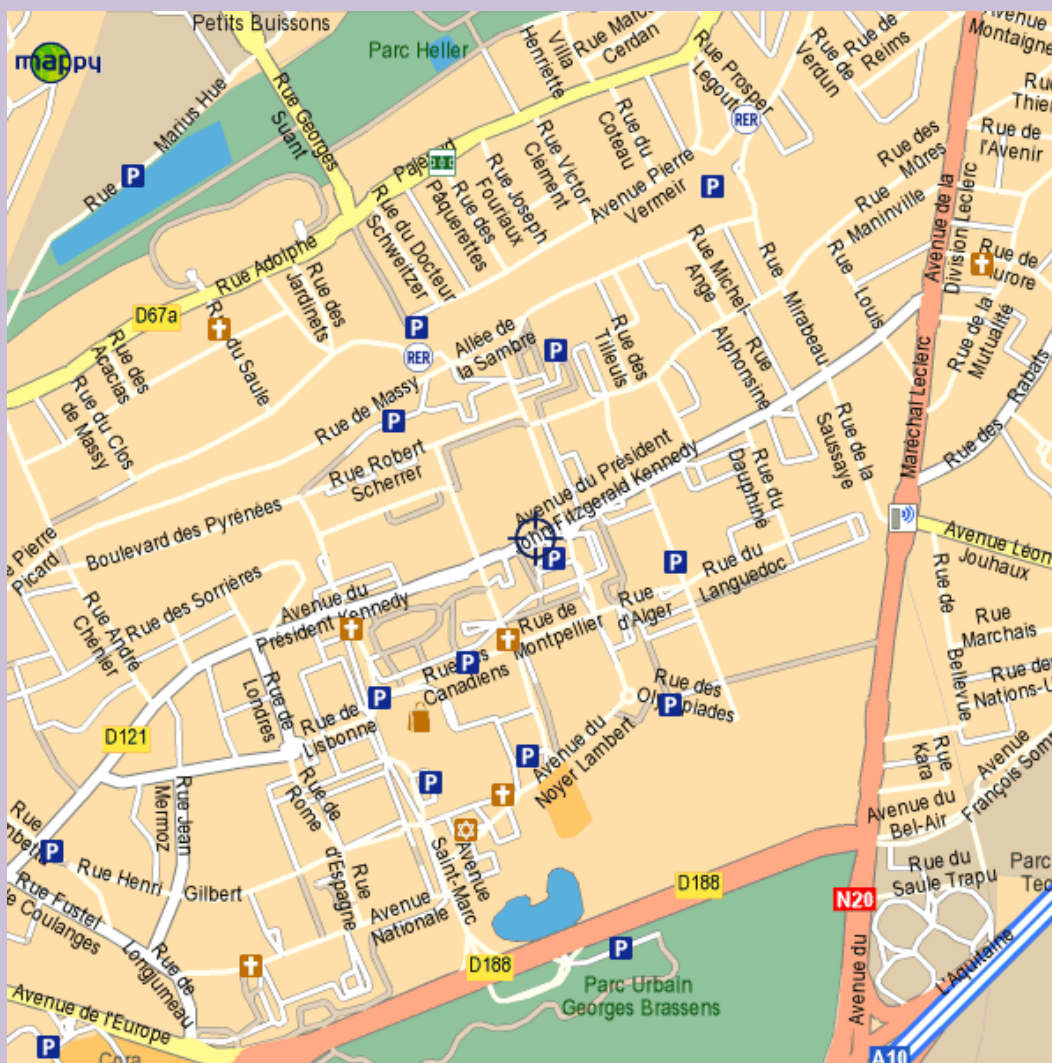 Petits Buissons
Avenue
Montaigne
mappy
Parc Heller
Villa
Henriette
Rue Marc
Cerdan
Rue Prosper
Legouté
Rue de
Verdun
Rue de
Reims
Rue
Thie
Rue de
l'Avenir
Rue
Marius Hue
P
Rue Georges
Suant
RER
Rue du
Coteau
Rue des
Mûres
Rue Victor
Clément
Rue Joseph
Fouriaux
Rue des
Pâquerettes
Rue du Docteur
Schweitzer
Avenue Pierre
Vermeir
P
Rue
Maninville
Avenue de la
Division Leclerc
Rue Adolphe
Pajeaud
Rue des
Jardinets
Rue Michel-
Ange
Rue
Mirabeau
Rue
Louis
Rue de
D67a
Rue
du Saule
P
RER
Allée de
la Sambre
P
Rue des
Tilleuls
Rue
Alphonsine
Rue de la
Mutualité
Rue des
Acacias
Rue du Clos
de Massy
Rue de Massy
P
Maréchal Leclerc
Rue des
Rabats
Rue Robert
Scherrer
Avenue du Président
John Fitzgerald Kennedy
Rue du
Dauphiné
Rue de la
Saussaye
Boulevard des Pyrénées
Pierre
Picard
P
P
Avenue Léon
Jouhaux
Rue du
Languedoc
Rue des Sorrières
Avenue du
Président Kennedy
Rue André
Chénier
Rue de
Montpellier
Rue
d'Alger
Rue de
Bellevue
Rue
Marchais
Rue des
Canadiens
P
P
Rue des
Olympiades
P
Rue des
Nations-U
Rue de
Londres
Rue de
Lisbonne
D121
P
P
Avenue du
Noyer Lambert
Rue
Kara
Avenue
François Somm
Rue Jean
Mermoz
Rue de
Rome
Rue
d'Espagne
Avenue
Saint-Marc
Avenue du
Bel-Air
Rue
P
Rue Henri
Gilbert
Rue du
Saule Trapu
Parc
D188
N20
Rue Fustel
de Coulanges
Avenue
Nationale
Rue de
Longjumeau
D188
P
Parc Urbain
Georges Brassens
Avenue du
L'Aquitaine
Avenue de l'Europe
P
Cora
A10